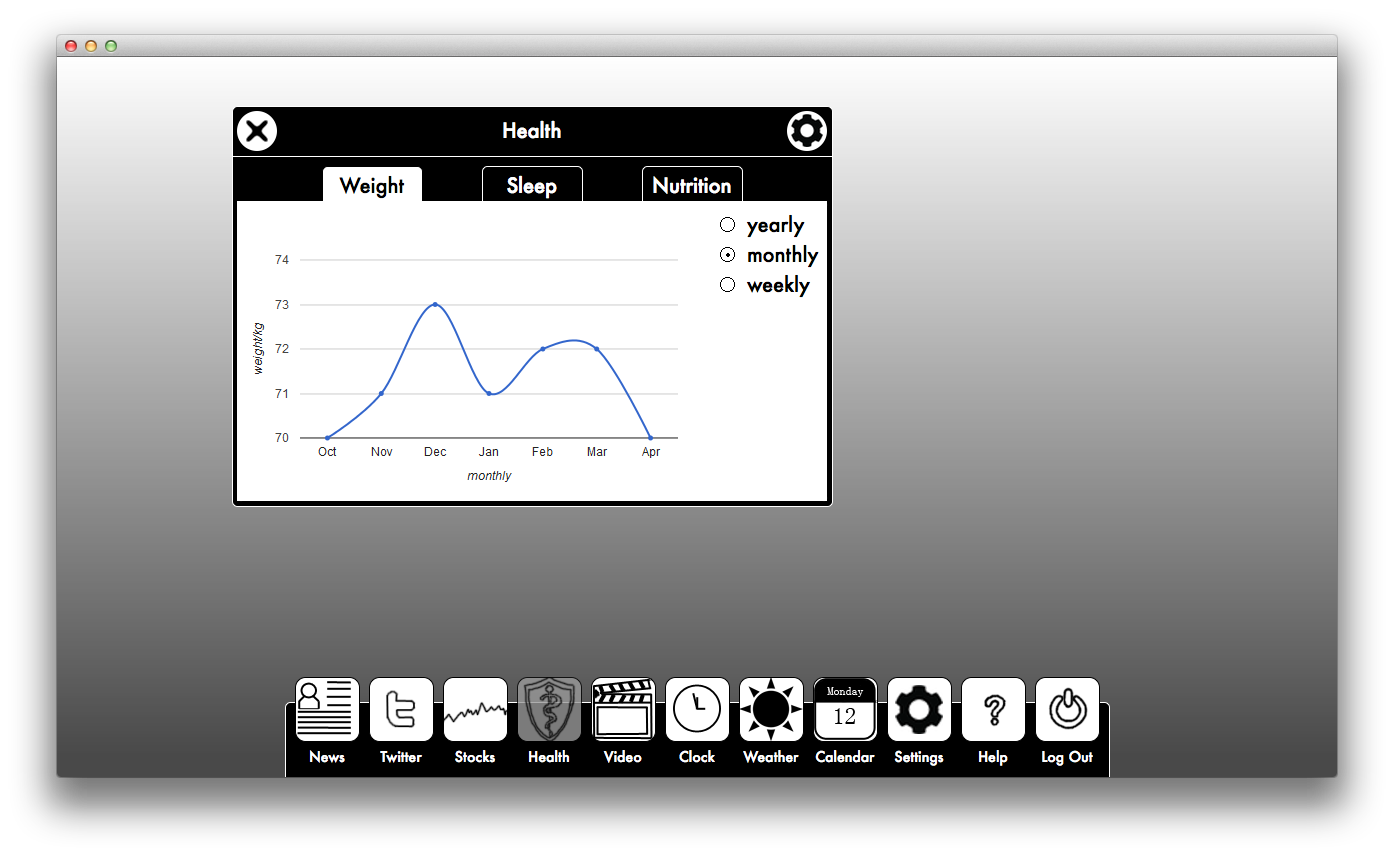 Health
Weight Sleep Nutrition
yearly
monthly
weekly
74
73
72
71
70
weight/kg
Oct Nov Dec Jan Feb Mar Apr
monthly
Monday
12
?
News Twitter Stocks Health Video Clock Weather Calendar Settings Help Log Out